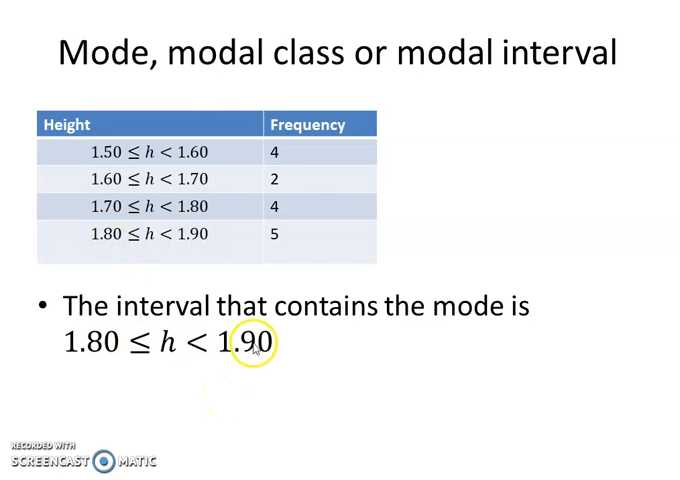 Mode, modal class or modal interval
Height Frequency
1.50 ≤ h < 1.60 4
1.60 ≤ h < 1.70 2
1.70 ≤ h < 1.80 4
1.80 ≤ h < 1.90 5
• The interval that contains the mode is
1.80 ≤ h < 1.90
RECORDED WITH
SCREENCAST MATIC